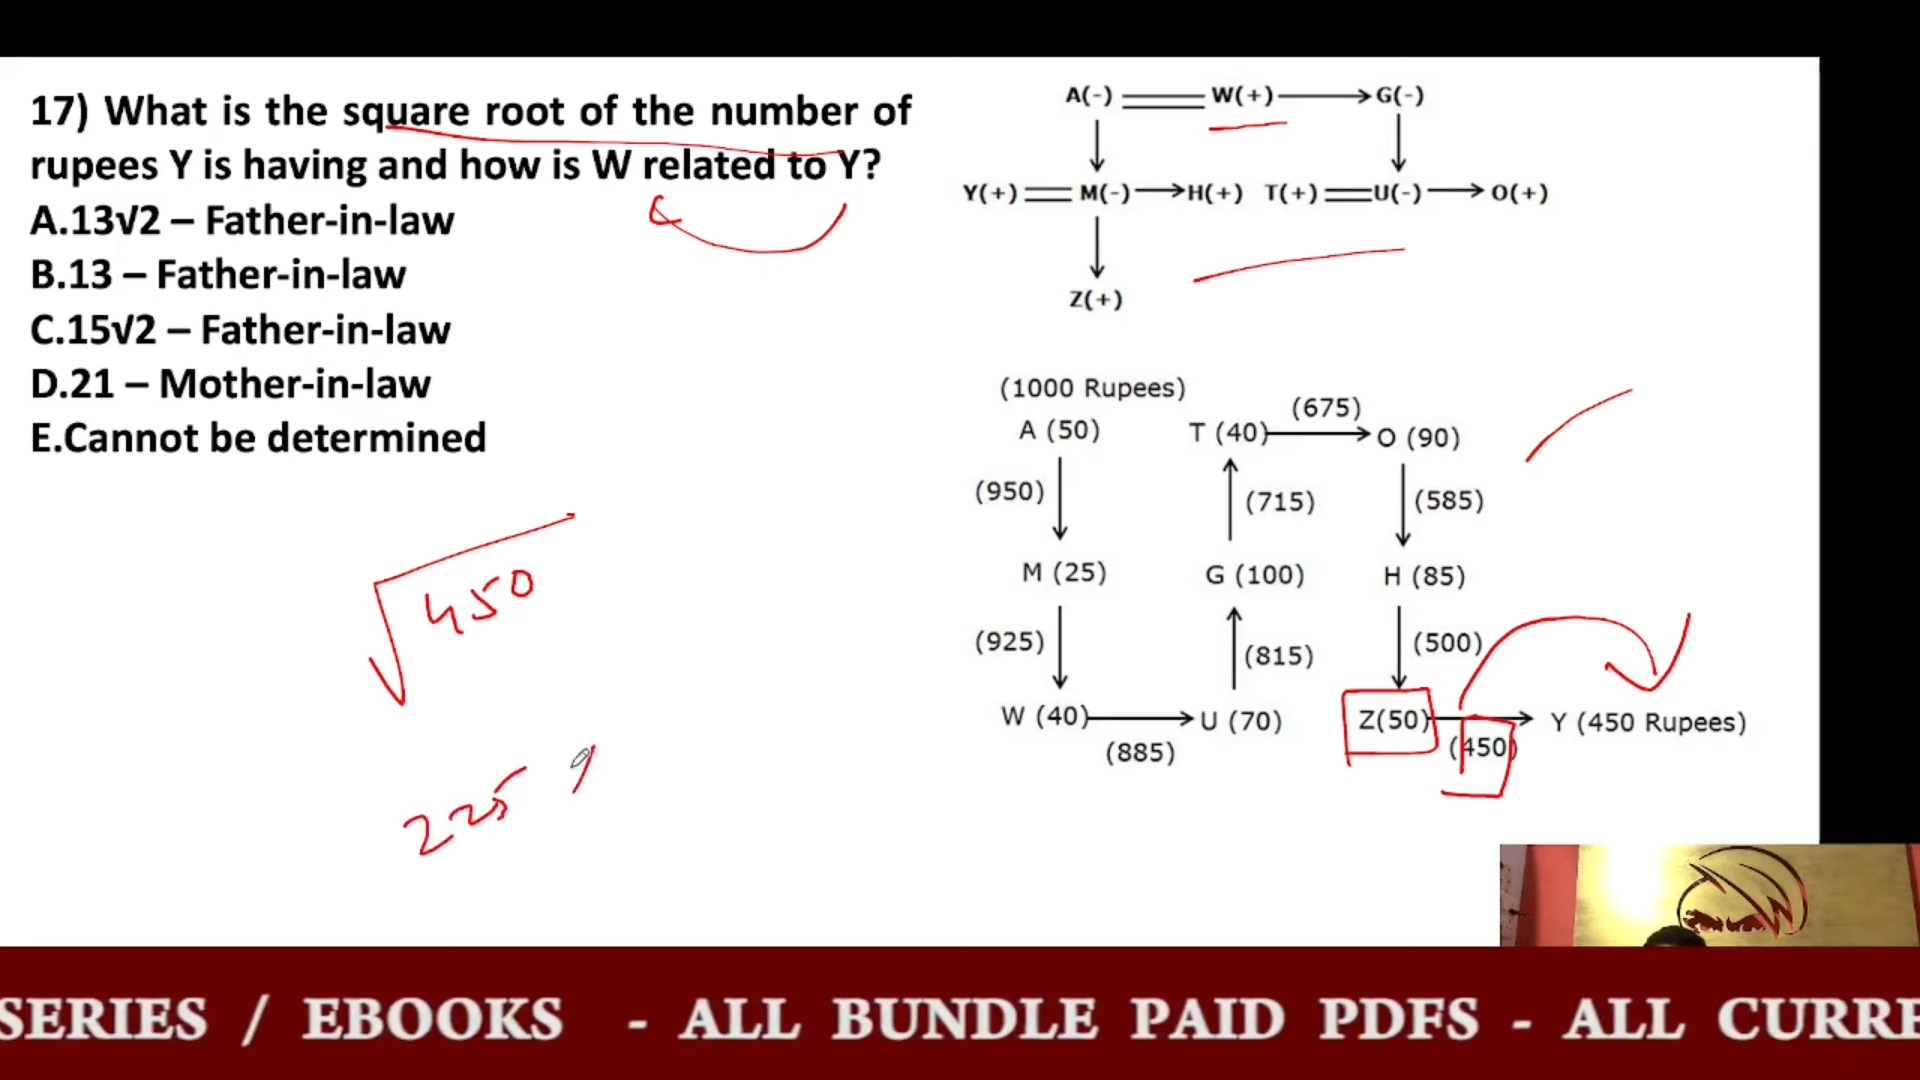 17) What is the square root of the number of
rupees Y is having and how is W related to Y?
A.13√2 – Father-in-law
B.13 – Father-in-law
C.15√2 – Father-in-law
D.21 – Mother-in-law
E.Cannot be determined
√450
225
A(-) W(+) G(-)
Y(+) M(-) H(+) T(+) U(-) O(+)
Z(+)
(1000 Rupees)
(675)
A (50) T (40) O (90)
(950) (715) (585)
M (25) G (100) H (85)
(925) (815) (500)
W (40) U (70) Z(50) Y (450 Rupees)
(885) (450)
SERIES / EBOOKS - ALL BUNDLE PAID PDFS - ALL CURRE